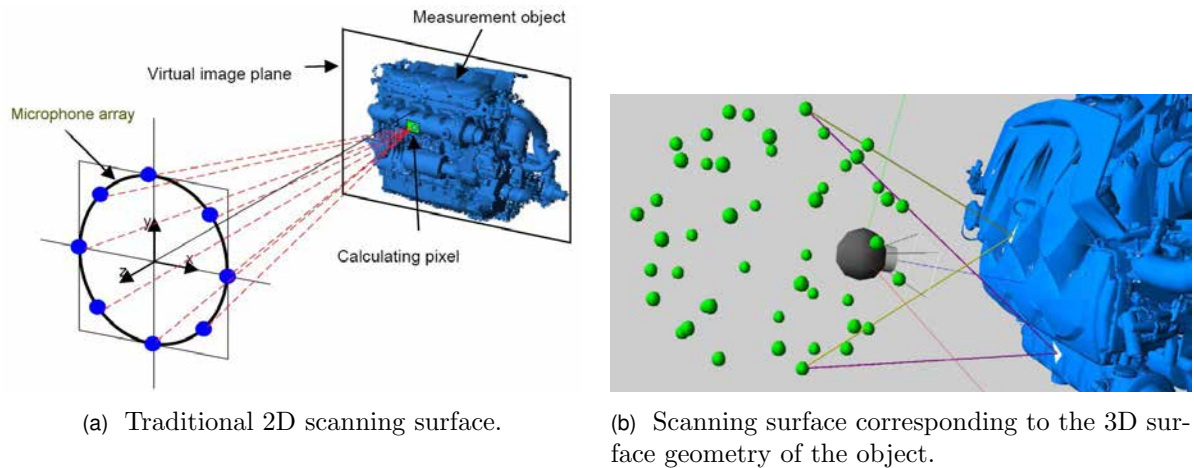 Measurement object
Virtual image plane
Microphone array
y
x
z
Calculating pixel
(a) Traditional 2D scanning surface.
(b) Scanning surface corresponding to the 3D sur-
face geometry of the object.